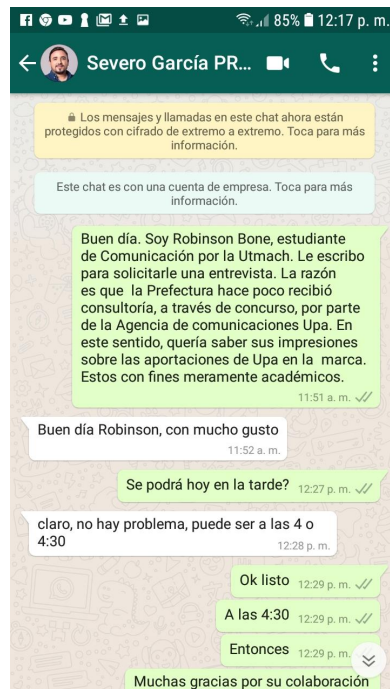 85% 12:17 p. m.
Severo García PR...
Los mensajes y llamadas en este chat ahora están
protegidos con cifrado de extremo a extremo. Toca para más
información.
Este chat es con una cuenta de empresa. Toca para más
información.
Buen día. Soy Robinson Bone, estudiante
de Comunicación por la Utmach. Le escribo
para solicitarle una entrevista. La razón
es que la Prefectura hace poco recibió
consultoría, a través de concurso, por parte
de la Agencia de comunicaciones Upa. En
este sentido, quería saber sus impresiones
sobre las aportaciones de Upa en la marca.
Estos con fines meramente académicos.
11:51 a. m.
Buen día Robinson, con mucho gusto
11:52 a. m.
Se podrá hoy en la tarde? 12:27 p. m.
claro, no hay problema, puede ser a las 4 o
4:30
12:28 p. m.
Ok listo 12:29 p. m.
A las 4:30 12:29 p. m.
Entonces 12:29 p. m.
Muchas gracias por su colaboración